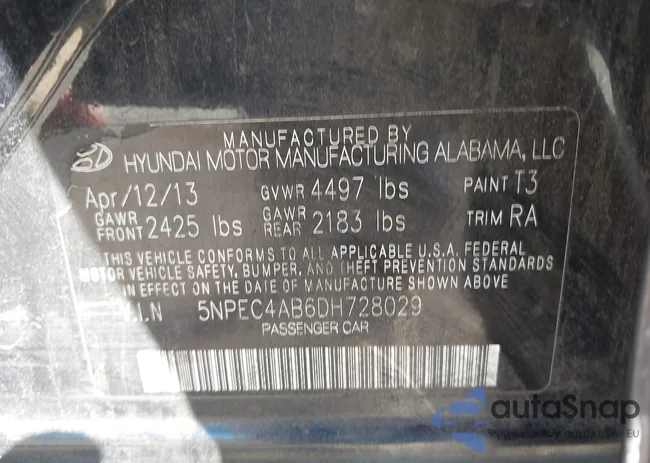 MANUFACTURED BY
HYUNDAI MOTOR MANUFACTURING ALABAMA, LLC
Apr/12/13 GVWR 4497 lbs PAINT T3
GAWR FRONT 2425 lbs GAWR REAR 2183 lbs TRIM RA
THIS VEHICLE CONFORMS TO ALL APPLICABLE U.S.A. FEDERAL
MOTOR VEHICLE SAFETY, BUMPER, AND THEFT PREVENTION STANDARDS
IN EFFECT ON THE DATE OF MANUFACTURE SHOWN ABOVE
V.I.N 5NPEC4AB6DH728029
PASSENGER CAR
autaSnap